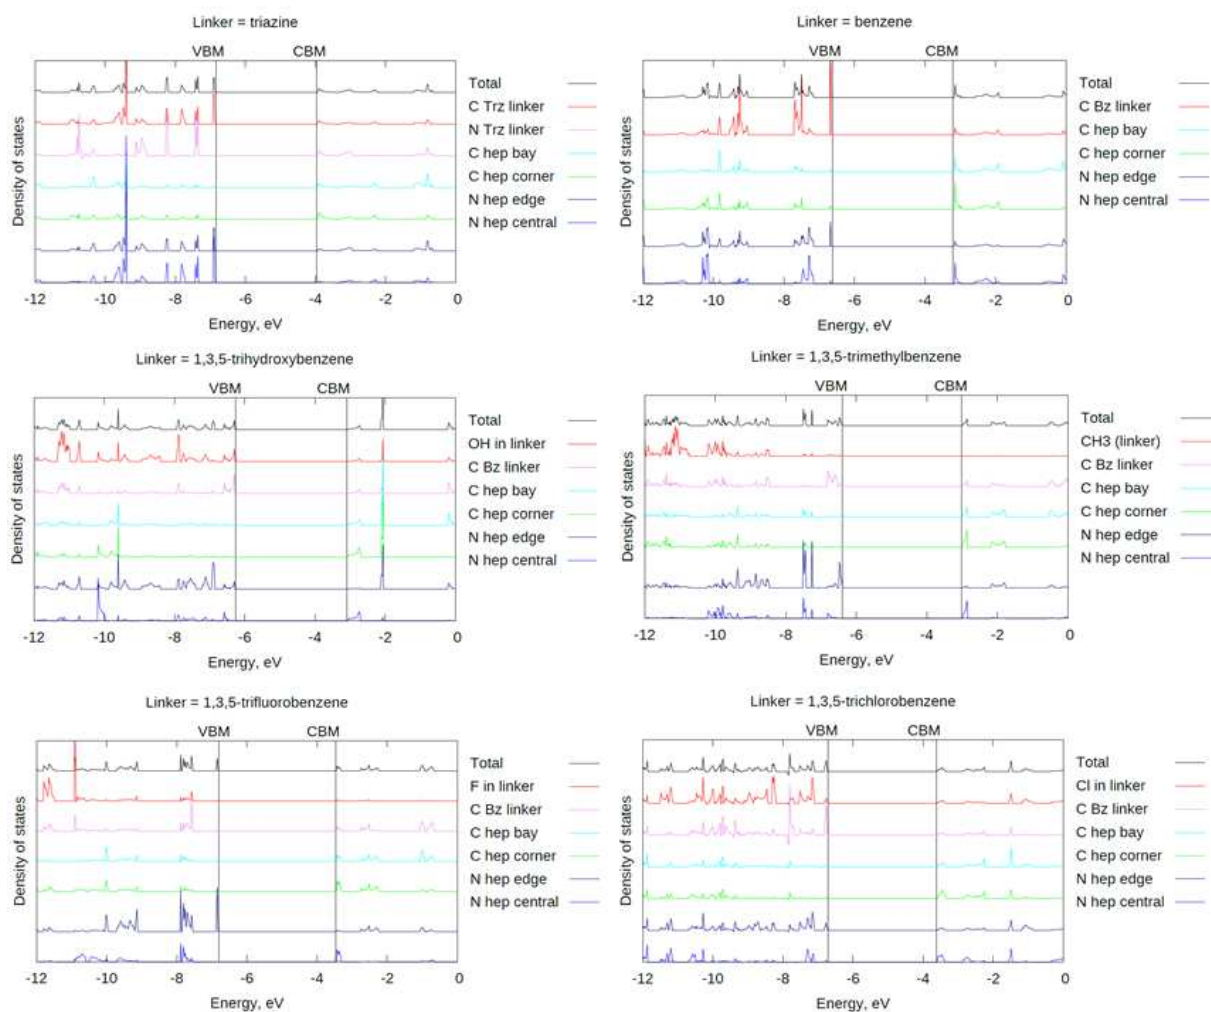 Linker = triazine
VBM CBM
Total
C Trz linker
N Trz linker
C hep bay
C hep corner
N hep edge
N hep central
Density of states
-12 -10 -8 -6 -4 -2 0
Energy, eV
Linker = benzene
VBM CBM
Total
C Bz linker
C hep bay
C hep corner
N hep edge
N hep central
Density of states
-12 -10 -8 -6 -4 -2 0
Energy, eV
Linker = 1,3,5-trihydroxybenzene
VBM CBM
Total
OH in linker
C Bz linker
C hep bay
C hep corner
N hep edge
N hep central
Density of states
-12 -10 -8 -6 -4 -2 0
Energy, eV
Linker = 1,3,5-trimethylbenzene
VBM CBM
Total
CH3 (linker)
C Bz linker
C hep bay
C hep corner
N hep edge
N hep central
Density of states
-12 -10 -8 -6 -4 -2 0
Energy, eV
Linker = 1,3,5-trifluorobenzene
VBM CBM
Total
F in linker
C Bz linker
C hep bay
C hep corner
N hep edge
N hep central
Density of states
-12 -10 -8 -6 -4 -2 0
Energy, eV
Linker = 1,3,5-trichlorobenzene
VBM CBM
Total
Cl in linker
C Bz linker
C hep bay
C hep corner
N hep edge
N hep central
Density of states
-12 -10 -8 -6 -4 -2 0
Energy, eV